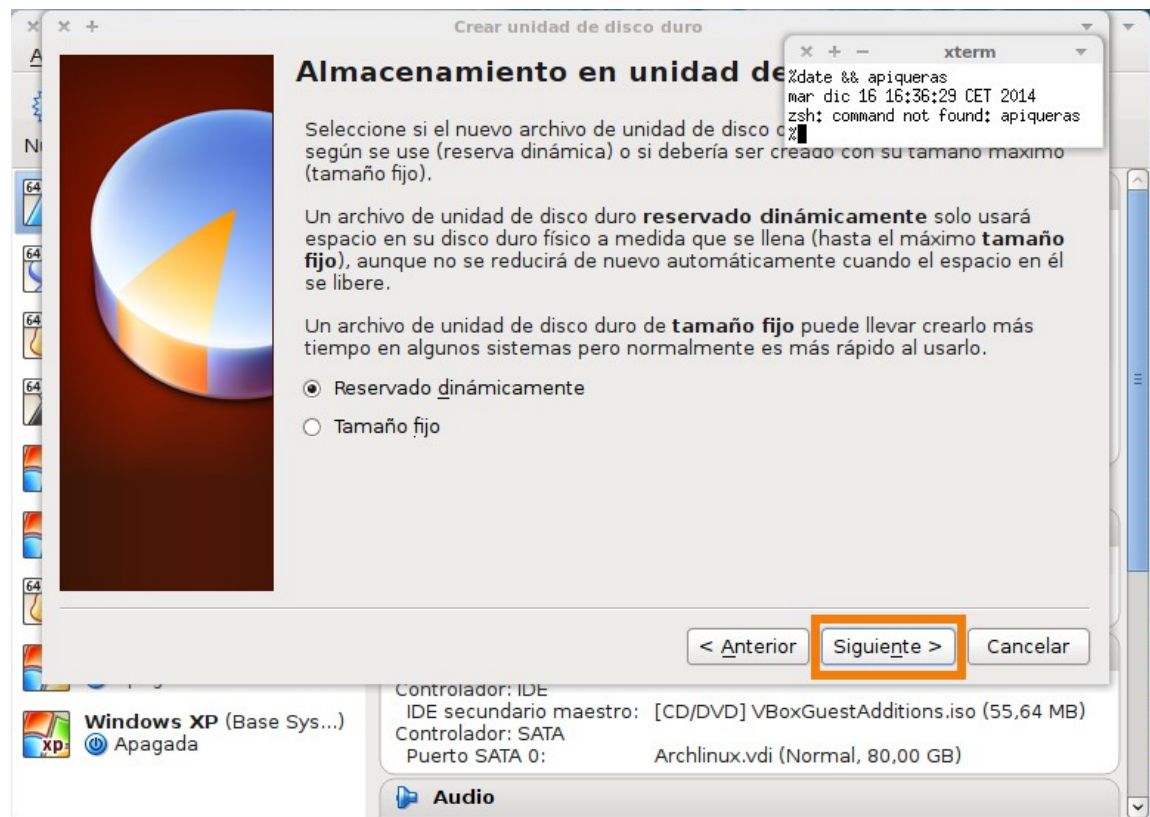 Crear unidad de disco duro
Almacenamiento en unidad de
xterm
%date && apiqueras
mar dic 16 16:36:29 CET 2014
zsh: command not found: apiqueras
%
Seleccione si el nuevo archivo de unidad de disco
según se use (reserva dinámica) o si debería ser creado con su tamaño máximo
(tamaño fijo).
Un archivo de unidad de disco duro reservado dinámicamente solo usará
espacio en su disco duro físico a medida que se llena (hasta el máximo tamaño
fijo), aunque no se reducirá de nuevo automáticamente cuando el espacio en él
se libere.
Un archivo de unidad de disco duro de tamaño fijo puede llevar crearlo más
tiempo en algunos sistemas pero normalmente es más rápido al usarlo.
Reservado dinámicamente
Tamaño fijo
< Anterior
Siguiente >
Cancelar
64
64
64
64
64
Windows XP (Base Sys...)
Apagada
xp
Controlador: IDE
IDE secundario maestro: [CD/DVD] VBoxGuestAdditions.iso (55,64 MB)
Controlador: SATA
Puerto SATA 0: Archlinux.vdi (Normal, 80,00 GB)
Audio